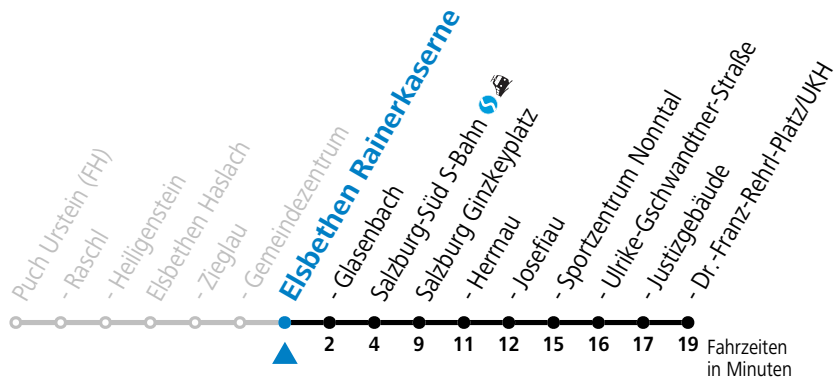 Puch Urstein (FH)
- Raschl
- Heiligenstein
Elsbethen Haslach
- Zieglau
- Gemeindezentrum
Elsbethen Rainerkaserne
- Glasenbach
Salzburg-Süd S-Bahn
Salzburg Ginzkeyplatz
- Herrnau
- Josefiau
- Sportzentrum Nonntal
- Ulrike-Gschwandtner-Straße
- Justizgebäude
- Dr.-Franz-Rehrl-Platz/UKH
2 4 9 11 12 15 16 17 19
Fahrzeiten
in Minuten